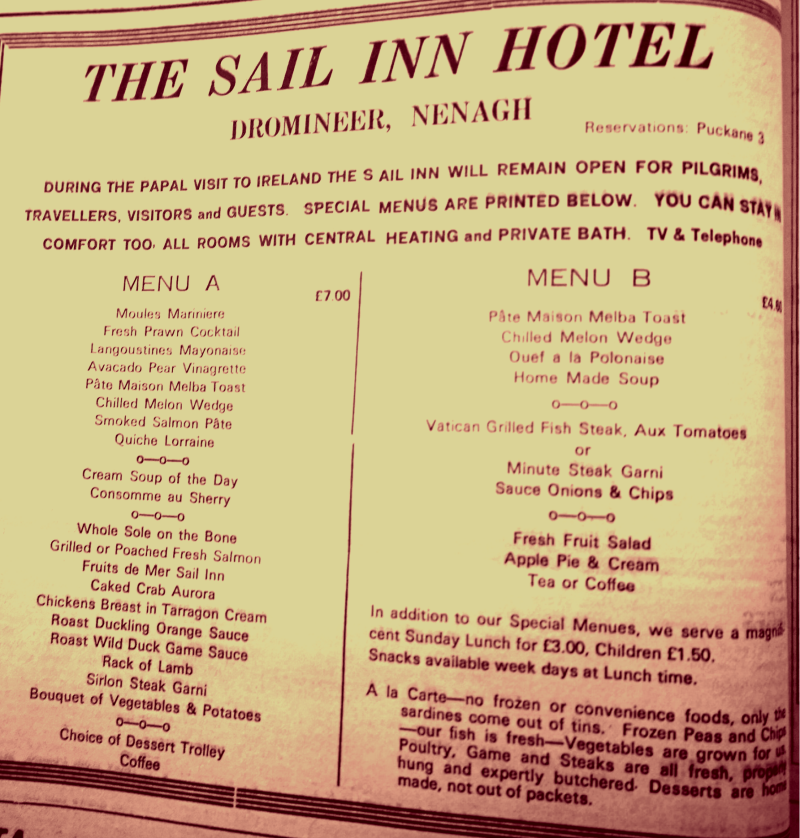 THE SAIL INN HOTEL
DROMINEER, NENAGH
Reservations: Puckane 3
DURING THE PAPAL VISIT TO IRELAND THE S AIL INN WILL REMAIN OPEN FOR PILGRIMS,
TRAVELLERS, VISITORS and GUESTS. SPECIAL MENUS ARE PRINTED BELOW. YOU CAN STAY IN
COMFORT TOO. ALL ROOMS WITH CENTRAL HEATING and PRIVATE BATH. TV & Telephone
MENU A
£7.00
Moules Mariniere
Fresh Prawn Cocktail
Langoustines Mayonaise
Avacado Pear Vinagrette
Pâte Maison Melba Toast
Chilled Melon Wedge
Smoked Salmon Pâte
Quiche Lorraine
o—o—o
Cream Soup of the Day
Consomme au Sherry
o—o—o
Whole Sole on the Bone
Grilled or Poached Fresh Salmon
Fruits de Mer Sail Inn
Caked Crab Aurora
Chickens Breast in Tarragon Cream
Roast Duckling Orange Sauce
Roast Wild Duck Game Sauce
Rack of Lamb
Sirlon Steak Garni
Bouquet of Vegetables & Potatoes
o—o—o
Choice of Dessert Trolley
Coffee
MENU B
Pâte Maison Melba Toast
Chilled Melon Wedge
Ouef a la Polonaise
Home Made Soup
o—o—o
Vatican Grilled Fish Steak, Aux Tomatoes
or
Minute Steak Garni
Sauce Onions & Chips
o—o—o
Fresh Fruit Salad
Apple Pie & Cream
Tea or Coffee
In addition to our Special Menues, we serve a magnifi-
cent Sunday Lunch for £3.00, Children £1.50.
Snacks available week days at Lunch time.
A la Carte—no frozen or convenience foods, only the
sardines come out of tins. Frozen Peas and Chips
—our fish is fresh—Vegetables are grown for us
Poultry, Game and Steaks are all fresh, properly
hung and expertly butchered. Desserts are home
made, not out of packets.